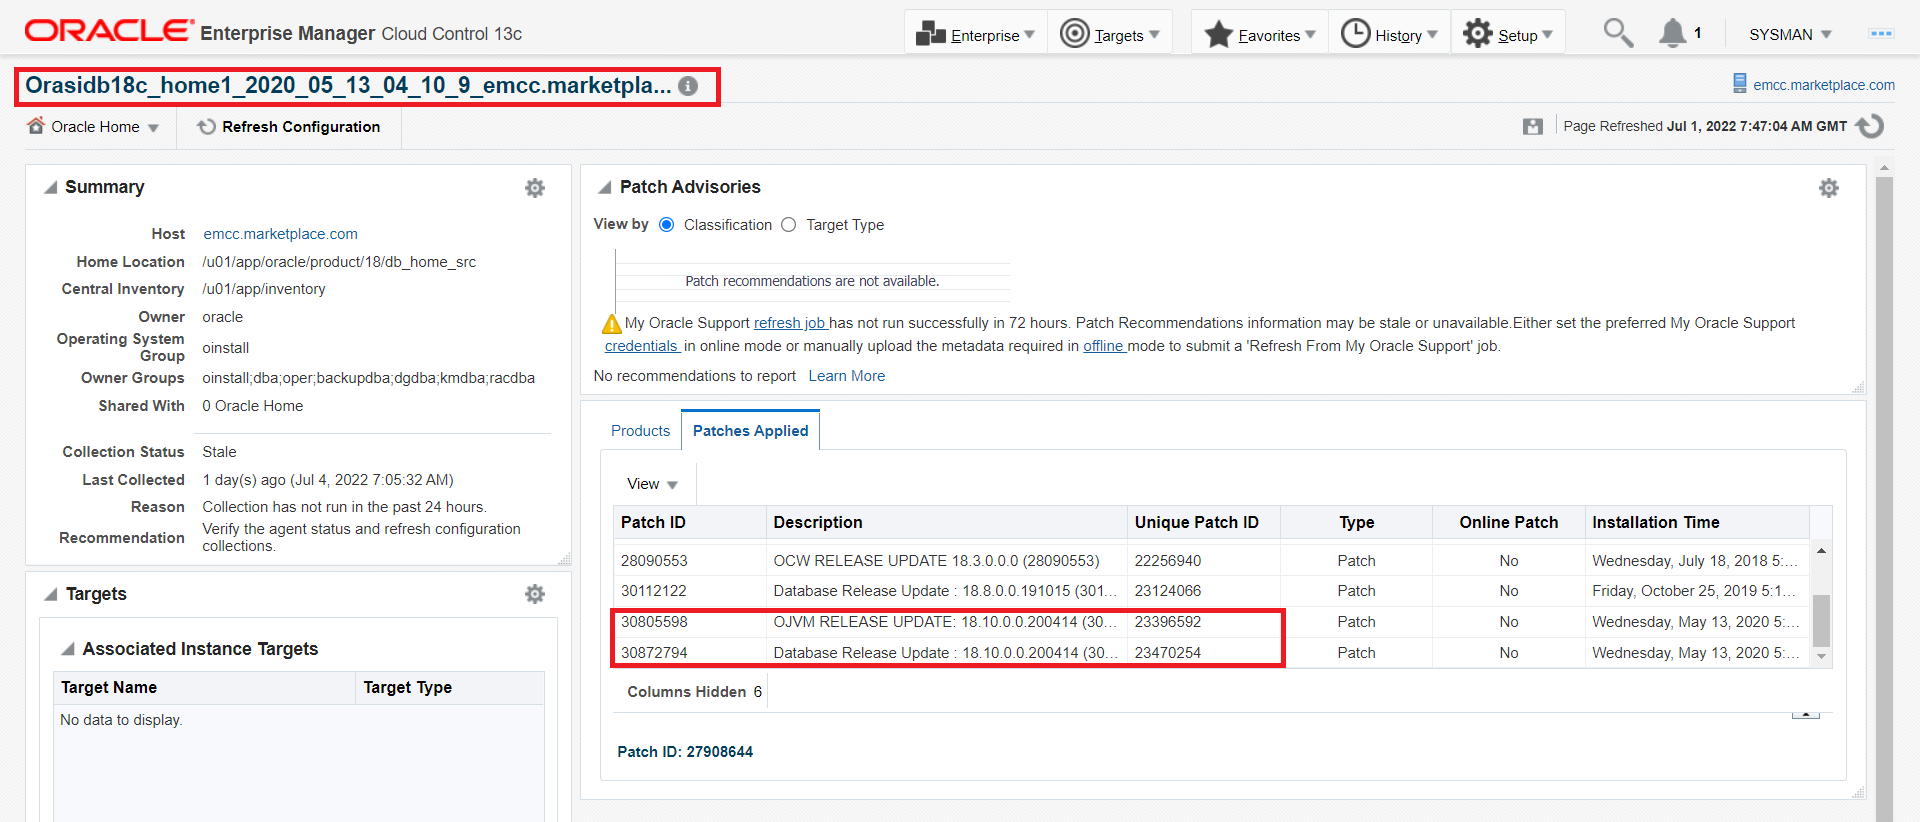 ORACLE Enterprise Manager Cloud Control 13c
Enterprise Targets Favorites History Setup 1 SYSMAN
Orasidb18c_home1_2020_05_13_04_10_9_emcc.marketpla...
emcc.marketplace.com
Oracle Home Refresh Configuration
Page Refreshed Jul 1, 2022 7:47:04 AM GMT
Summary
Host emcc.marketplace.com
Home Location /u01/app/oracle/product/18/db_home_src
Central Inventory /u01/app/inventory
Owner oracle
Operating System
Group
oinstall
Owner Groups oinstall;dba;oper;backupdba;dgdba;kmdba;racdba
Shared With 0 Oracle Home
Collection Status Stale
Last Collected 1 day(s) ago (Jul 4, 2022 7:05:32 AM)
Reason Collection has not run in the past 24 hours.
Recommendation
Verify the agent status and refresh configuration
collections.
Targets
Associated Instance Targets
Target Name Target Type
No data to display.
Patch Advisories
View by Classification Target Type
Patch recommendations are not available.
My Oracle Support refresh job has not run successfully in 72 hours. Patch Recommendations information may be stale or unavailable.Either set the preferred My Oracle Support
credentials in online mode or manually upload the metadata required in offline mode to submit a 'Refresh From My Oracle Support' job.
No recommendations to report Learn More
Products Patches Applied
View
Patch ID Description Unique Patch ID Type Online Patch Installation Time
28090553 OCW RELEASE UPDATE 18.3.0.0.0 (28090553) 22256940 Patch No Wednesday, July 18, 2018 5:...
30112122 Database Release Update : 18.8.0.0.191015 (301... 23124066 Patch No Friday, October 25, 2019 5:1...
30805598 OJVM RELEASE UPDATE: 18.10.0.0.200414 (30... 23396592 Patch No Wednesday, May 13, 2020 5:...
30872794 Database Release Update : 18.10.0.0.200414 (30... 23470254 Patch No Wednesday, May 13, 2020 5:...
Columns Hidden 6
Patch ID: 27908644